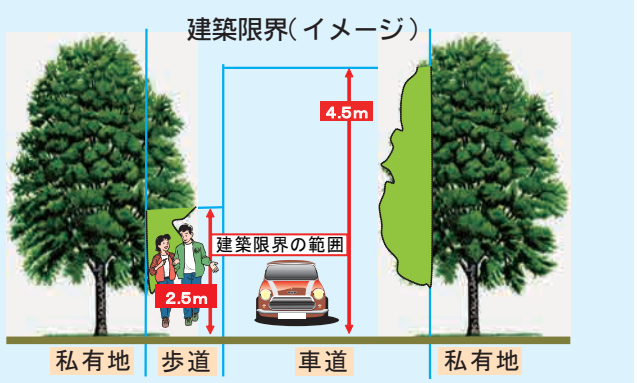 建築限界(イメージ)
4.5m
建築限界の範囲
2.5m
私有地
歩道
車道
私有地